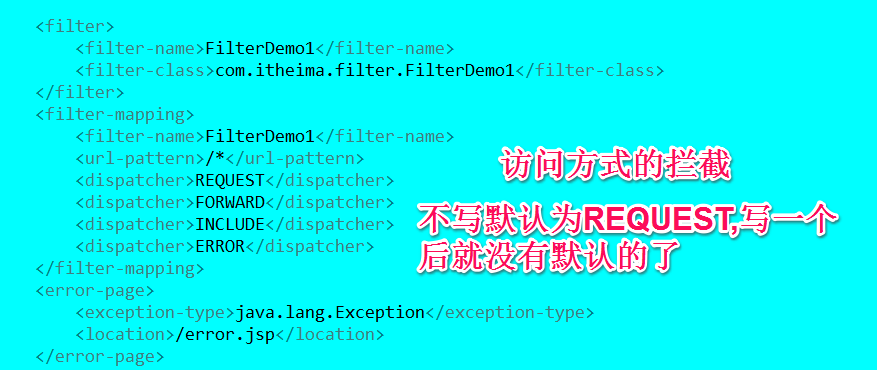 <filter>
<filter-name>FilterDemo1</filter-name>
<filter-class>com.itheima.filter.FilterDemo1</filter-class>
</filter>
<filter-mapping>
<filter-name>FilterDemo1</filter-name>
<url-pattern>/*</url-pattern>
<dispatcher>REQUEST</dispatcher>
<dispatcher>FORWARD</dispatcher>
<dispatcher>INCLUDE</dispatcher>
<dispatcher>ERROR</dispatcher>
</filter-mapping>
<error-page>
<exception-type>java.lang.Exception</exception-type>
<location>/error.jsp</location>
</error-page>
访问方式的拦截
不写默认为REQUEST,写一个
后就没有默认的了